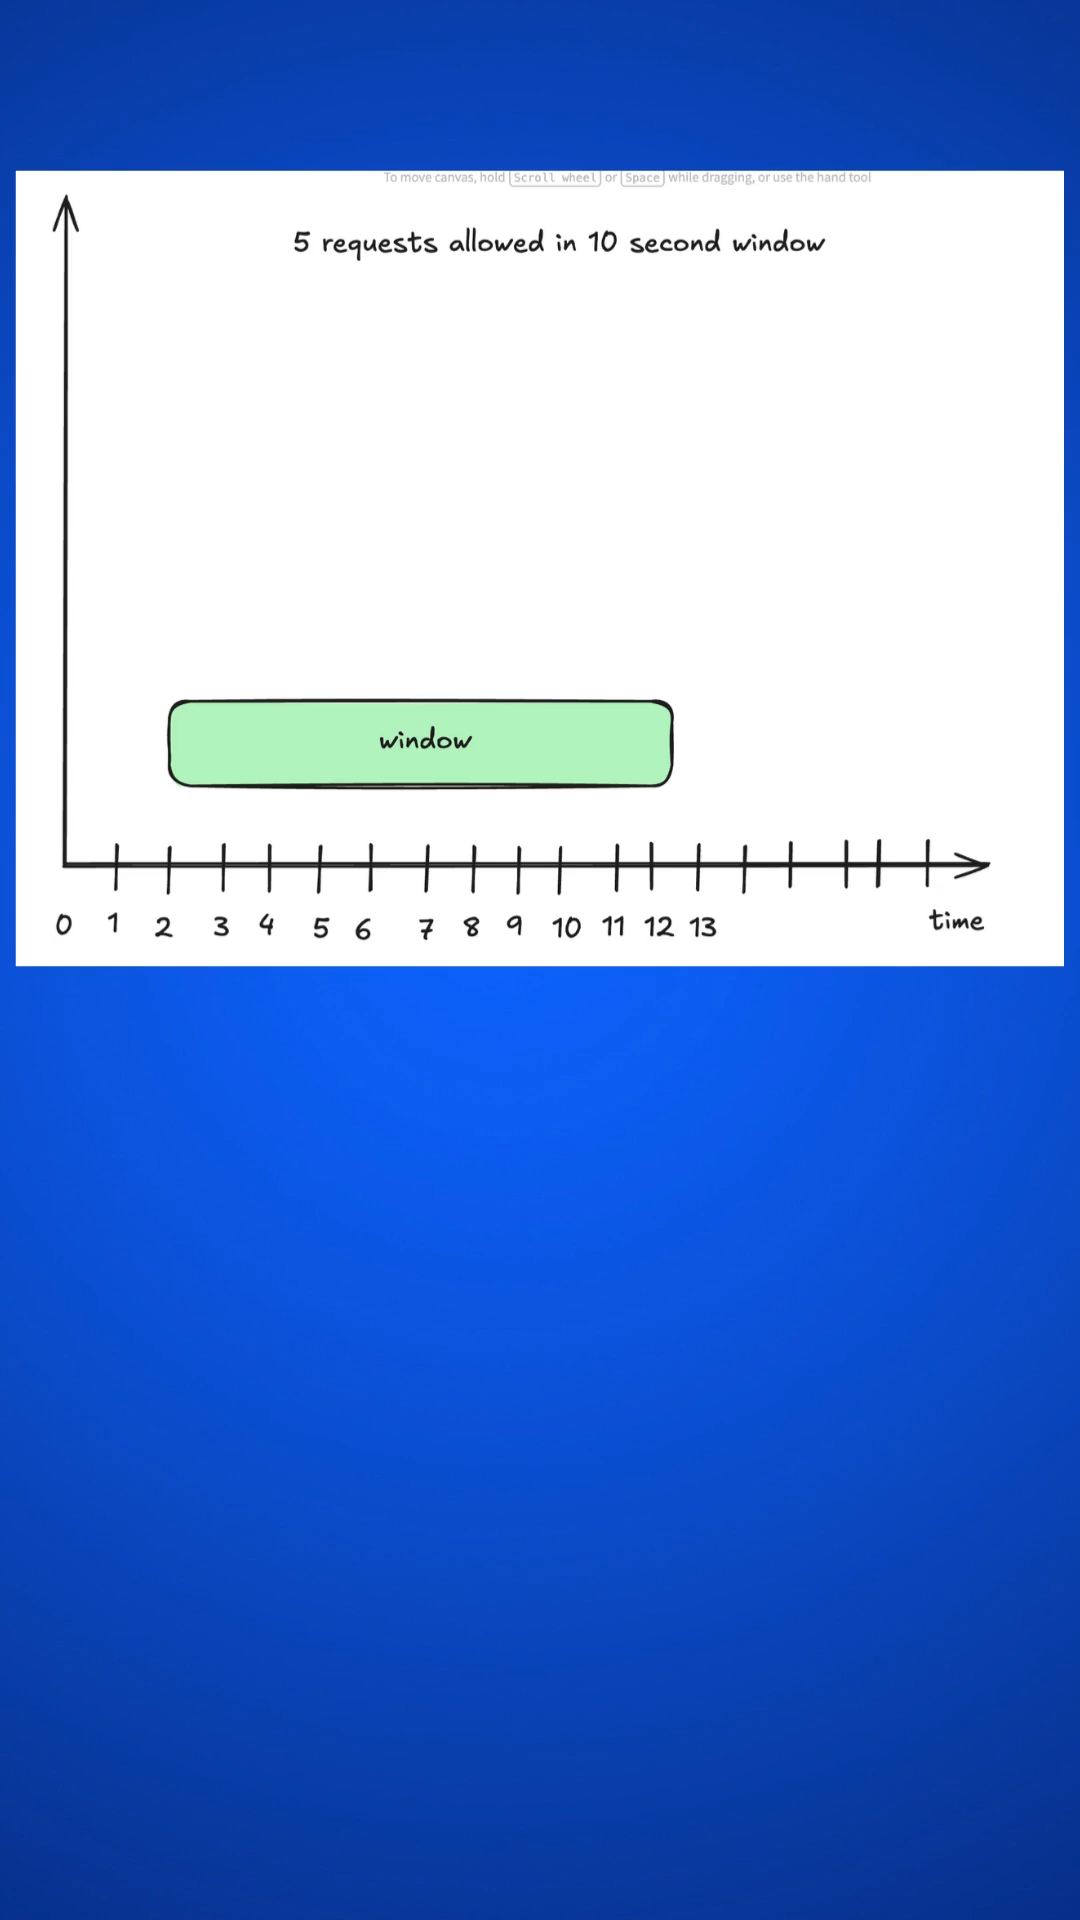 To move canvas, hold Scroll wheel or Space while dragging, or use the hand tool
5 requests allowed in 10 second window
window
0 1 2 3 4 5 6 7 8 9 10 11 12 13 time